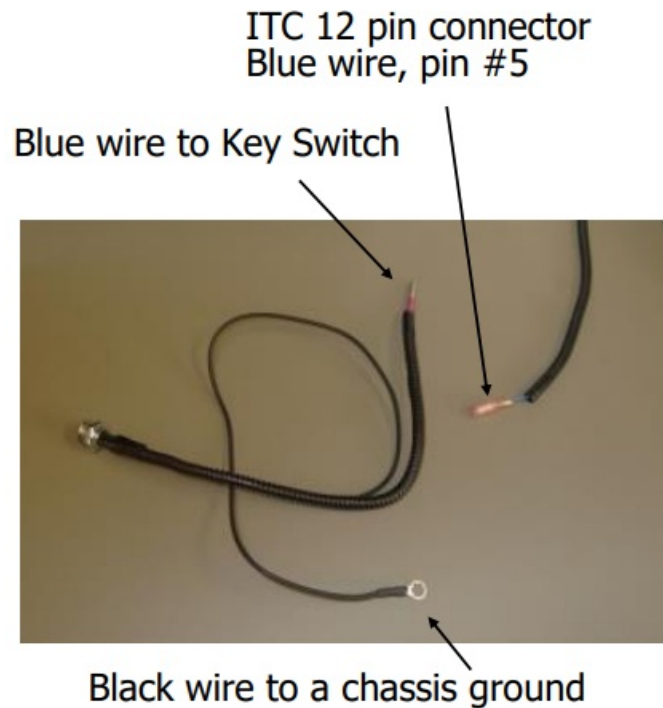 ITC 12 pin connector
Blue wire, pin #5
Blue wire to Key Switch
Black wire to a chassis ground